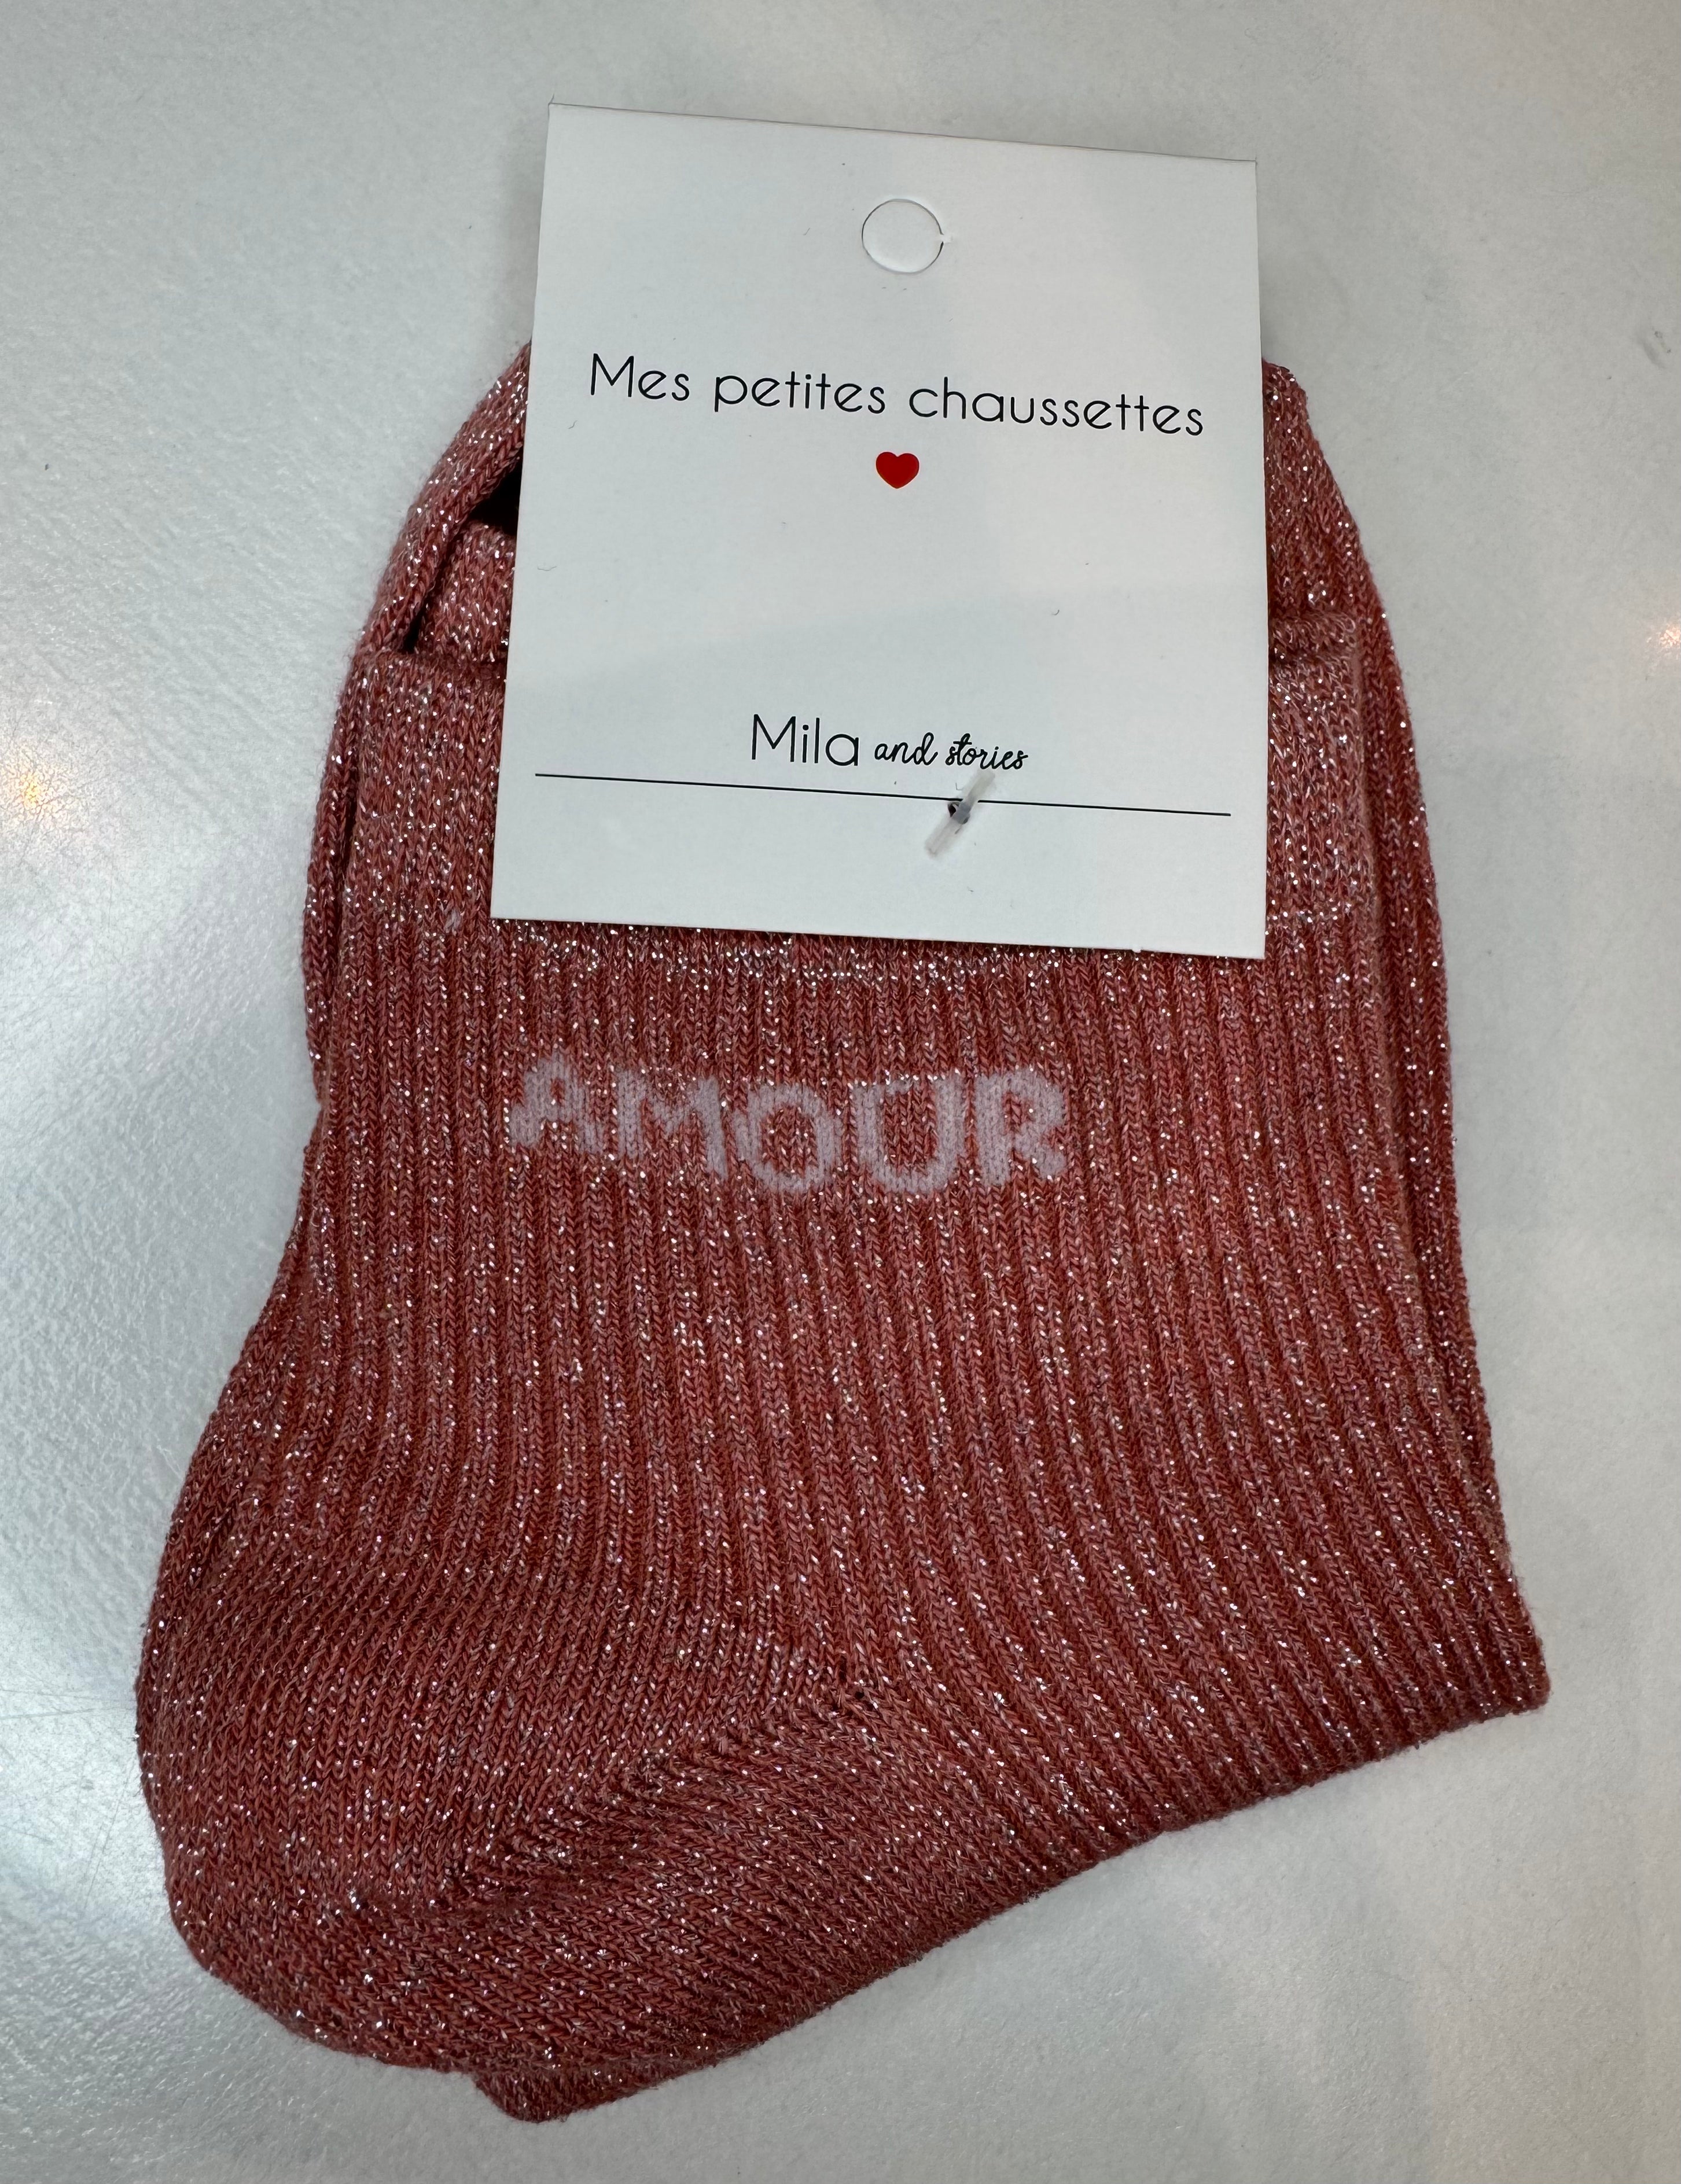 Mes petites chaussettes
Mila and stories
AMOUR